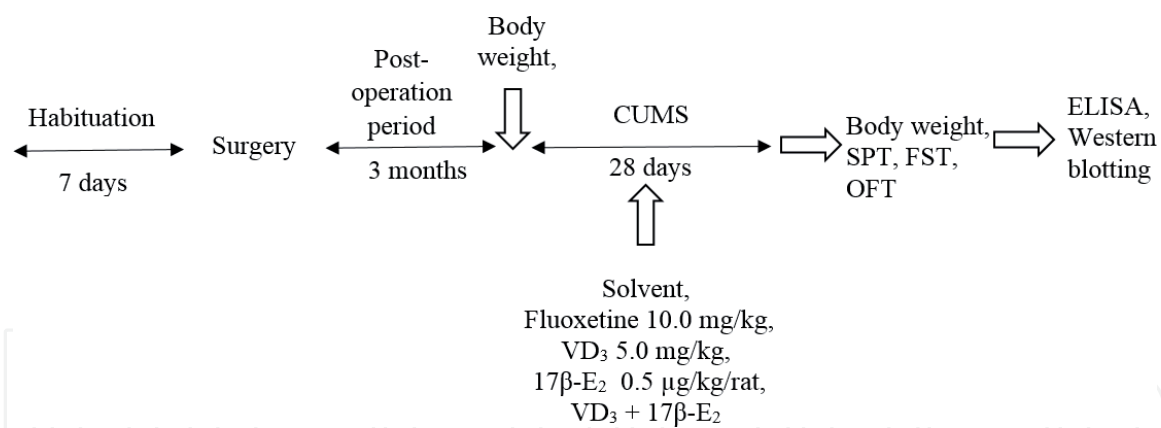 Habituation
7 days
Surgery
Post-
operation
period
3 months
Body
weight,
CUMS
28 days
Solvent,
Fluoxetine 10.0 mg/kg,
VD₃ 5.0 mg/kg,
17β-E₂ 0.5 µg/kg/rat,
VD₃ + 17β-E₂
Body weight,
SPT, FST,
OFT
ELISA,
Western
blotting